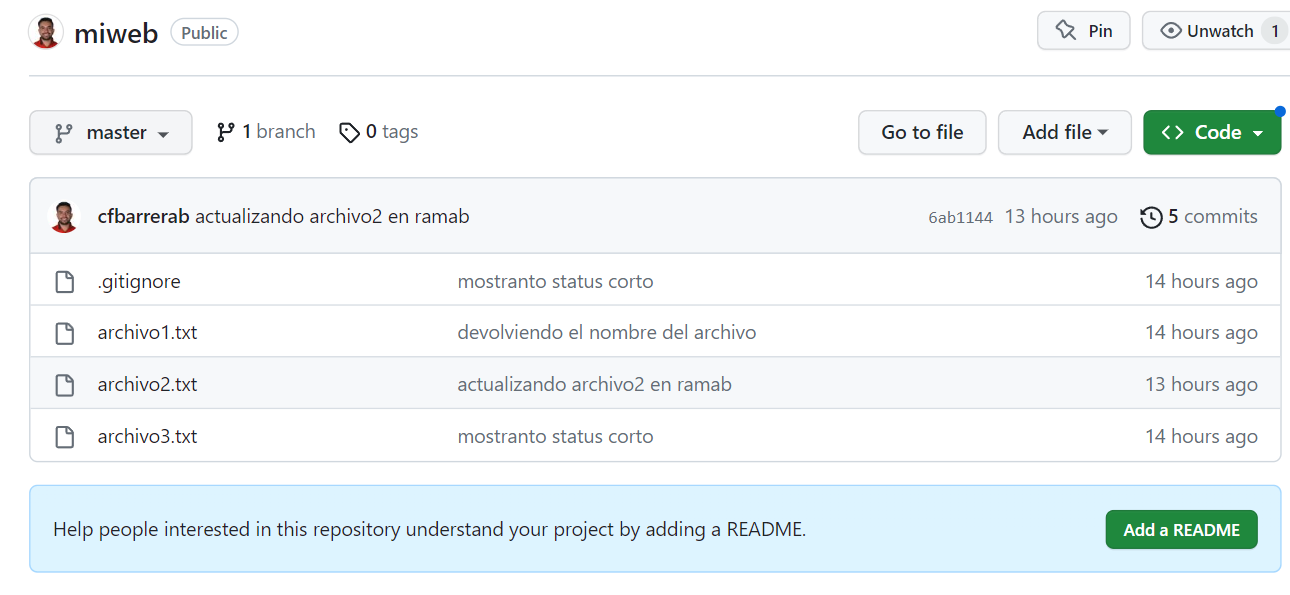 miweb Public Pin Unwatch 1
master 1 branch 0 tags Go to file Add file <> Code
cfbarrerab actualizando archivo2 en ramab 6ab1144 13 hours ago 5 commits
.gitignore mostranto status corto 14 hours ago
archivo1.txt devolviendo el nombre del archivo 14 hours ago
archivo2.txt actualizando archivo2 en ramab 13 hours ago
archivo3.txt mostranto status corto 14 hours ago
Help people interested in this repository understand your project by adding a README. Add a README